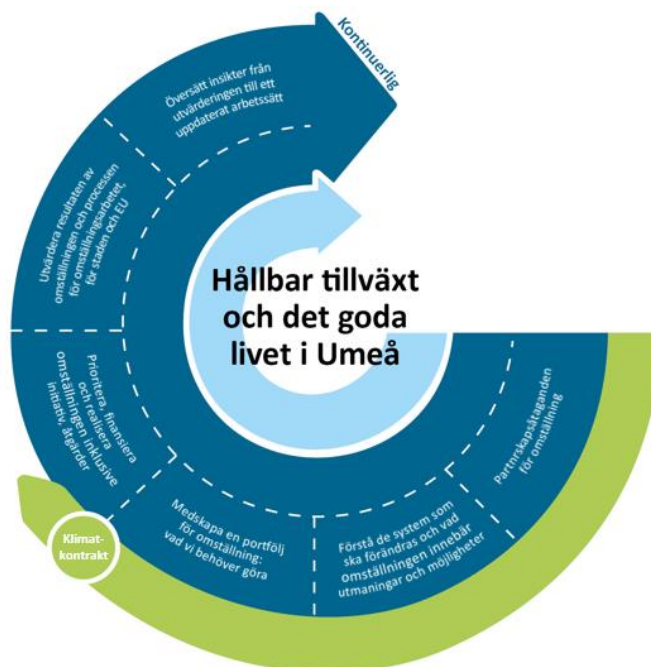 Kontinuerlig
Översätt insikter från
utvärderingen till ett
uppdaterat arbetssätt
Utvärdera resultaten av
omställningen och processen
för omställningsarbetet,
för staden och EU
Hållbar tillväxt
och det goda
livet i Umeå
Prioritera, finansiera
och realisera
omställningen inklusive
initiativ, åtgärder
Klimat-
kontrakt
Medskapa en portfölj
för omställning:
vad vi behöver göra
Förstå de system som
ska förändras och vad
omställningen innebär
utmaningar och möjligheter
Partnrskapsåtaganden
för omställning